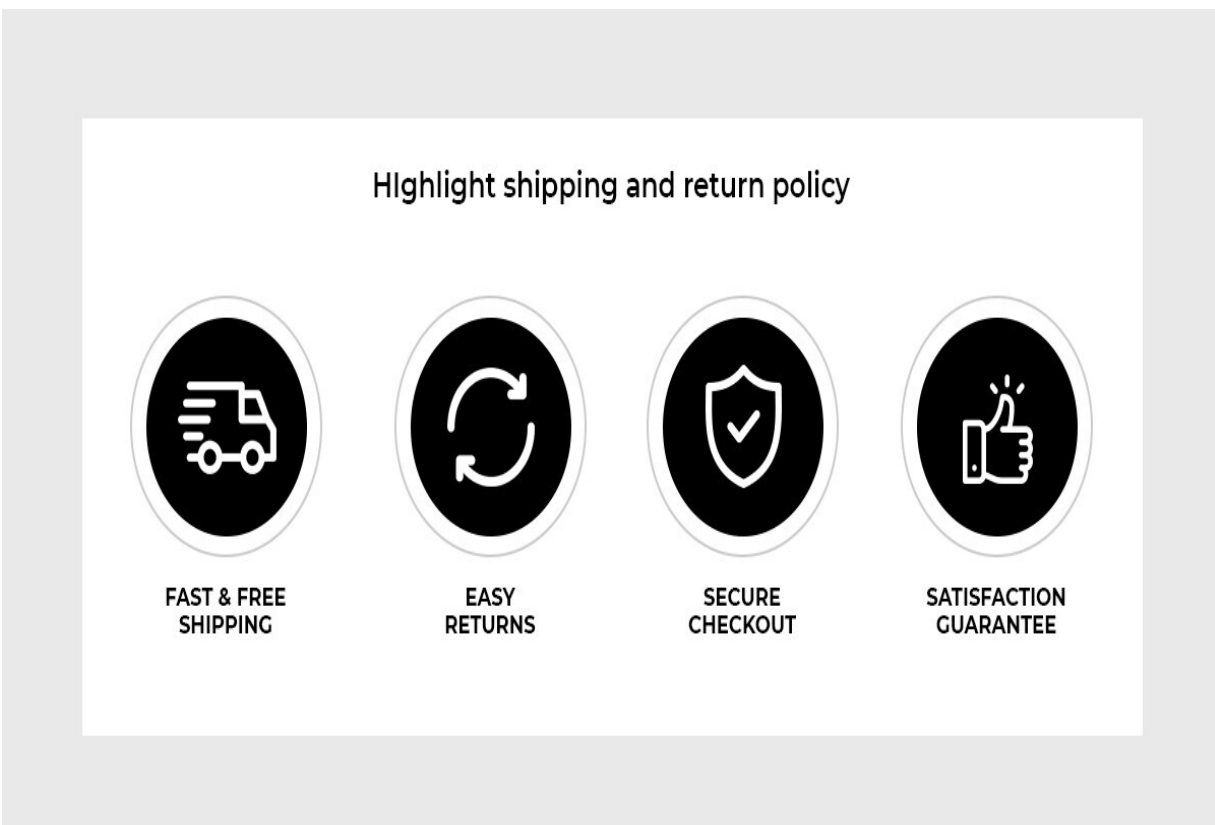 HIghlight shipping and return policy
FAST & FREE
SHIPPING
EASY
RETURNS
SECURE
CHECKOUT
SATISFACTION
GUARANTEE